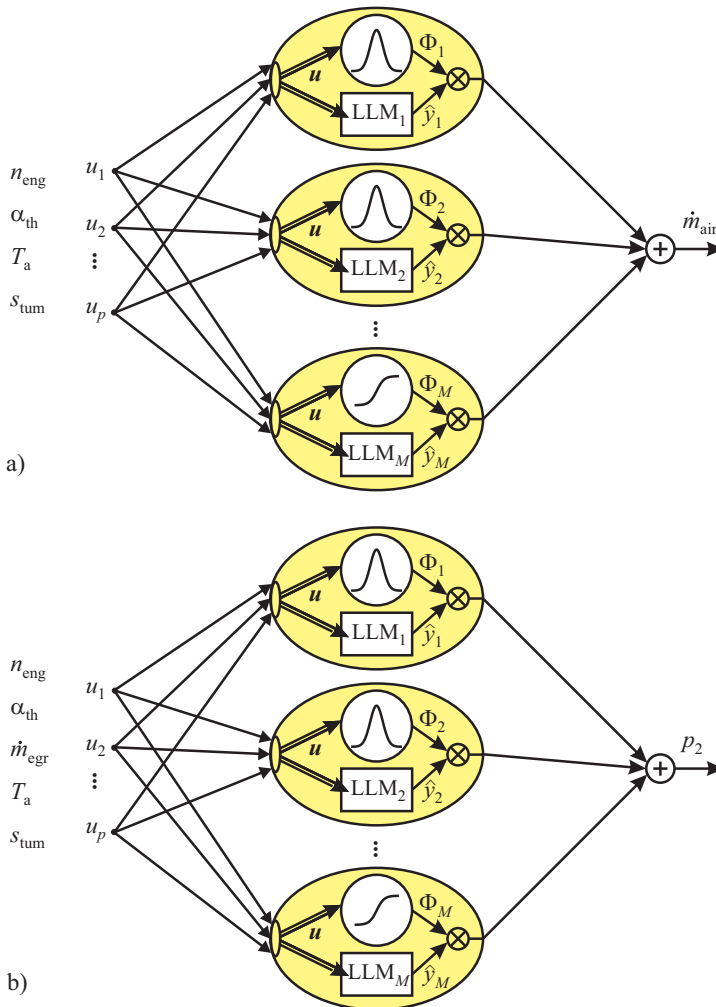 Φ₁
u
LLM₁ ŷ₁
n_eng u₁
Φ₂
α_th u₂
u
ṁ_air
T_a
LLM₂ ŷ₂
⋮
s_tum u_p
⋮
Φ_M
u
LLM_M ŷ_M
a)
Φ₁
u
LLM₁ ŷ₁
n_eng
u₁
α_th
Φ₂
ṁ_egr u₂
u
p₂
⋮
LLM₂ ŷ₂
T_a
s_tum u_p
⋮
Φ_M
u
LLM_M ŷ_M
b)